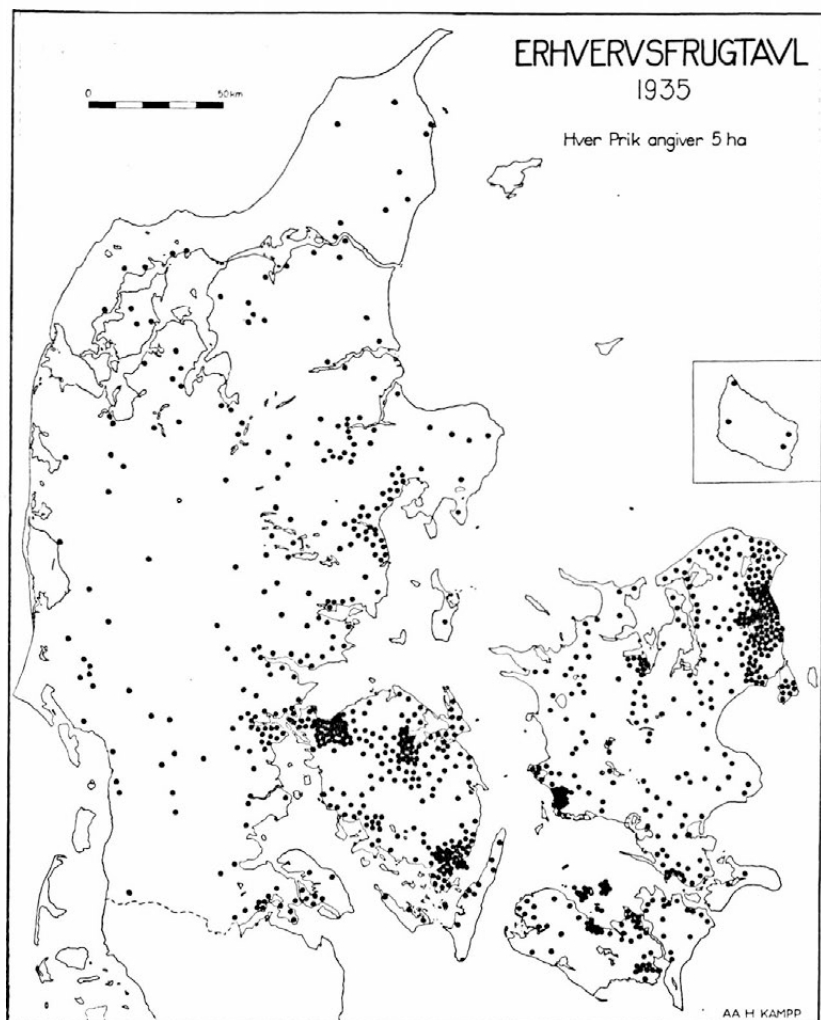 ERHVERVSFRUGTAVL
1935
0 50km
Hver Prik angiver 5 ha
AA H KAMPP